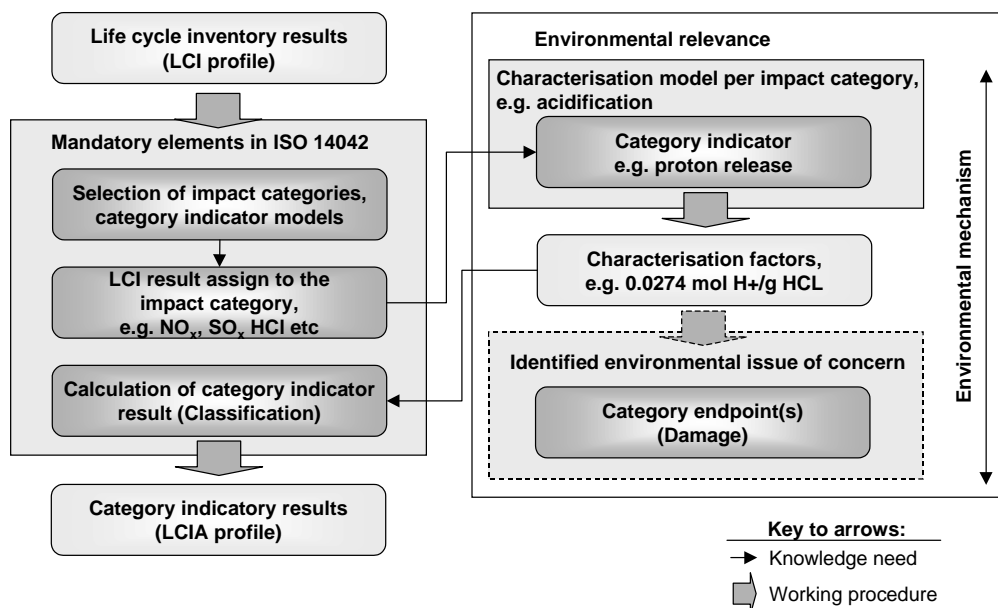 Life cycle inventory results
(LCI profile)
Mandatory elements in ISO 14042
Selection of impact categories,
category indicator models
LCI result assign to the
impact category,
e.g. NOx, SOx HCl etc
Calculation of category indicator
result (Classification)
Category indicatory results
(LCIA profile)
Environmental relevance
Characterisation model per impact category,
e.g. acidification
Category indicator
e.g. proton release
Characterisation factors,
e.g. 0.0274 mol H+/g HCL
Identified environmental issue of concern
Category endpoint(s)
(Damage)
Environmental mechanism
Key to arrows:
Knowledge need
Working procedure